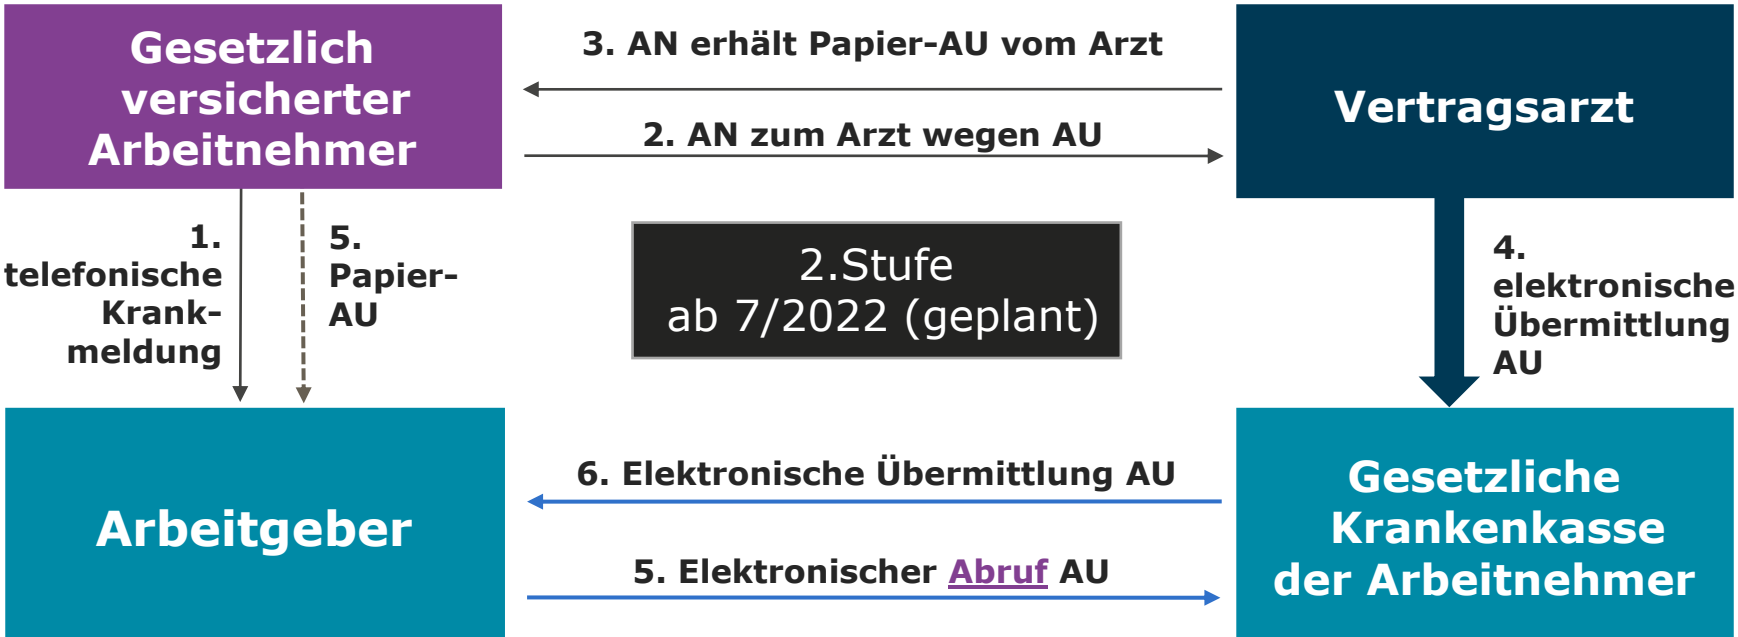 Gesetzlich
versicherter
Arbeitnehmer
3. AN erhält Papier-AU vom Arzt
2. AN zum Arzt wegen AU
Vertragsarzt
1.
telefonische
Krank-
meldung
5.
Papier-
AU
2.Stufe
ab 7/2022 (geplant)
4.
elektronische
Übermittlung
AU
Arbeitgeber
6. Elektronische Übermittlung AU
5. Elektronischer Abruf AU
Gesetzliche
Krankenkasse
der Arbeitnehmer